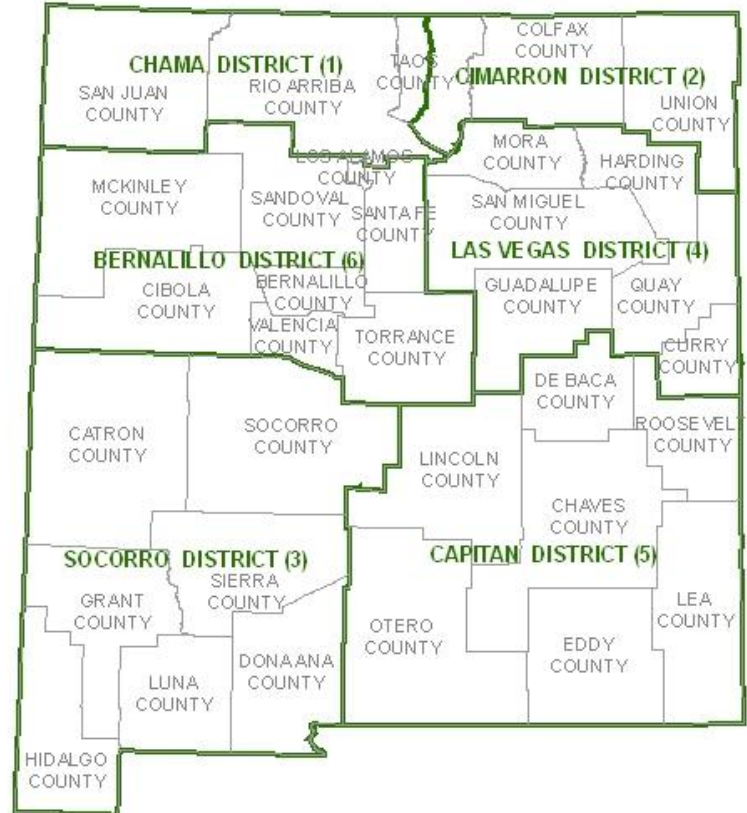 COLFAX
COUNTY
CHAMA DISTRICT (1)
TAOS
COUNTY
CIMARRON DISTRICT (2)
SAN JUAN
COUNTY
RIO ARRIBA
COUNTY
UNION
COUNTY
MORA
COUNTY
HARDING
COUNTY
LOS ALAMOS
COUNTY
MCKINLEY
COUNTY
SANDOVAL
COUNTY
SANTA FE
COUNTY
SAN MIGUEL
COUNTY
LAS VEGAS DISTRICT (4)
BERNALILLO DISTRICT (6)
BERNALILLO
COUNTY
CIBOLA
COUNTY
GUADALUPE
COUNTY
QUAY
COUNTY
VALENCIA
COUNTY
TORRANCE
COUNTY
CURRY
COUNTY
DE BACA
COUNTY
CATRON
COUNTY
SOCORRO
COUNTY
ROOSEVELT
COUNTY
LINCOLN
COUNTY
CHAVES
COUNTY
SOCORRO DISTRICT (3)
CAPITAN DISTRICT (5)
SIERRA
COUNTY
GRANT
COUNTY
LEA
COUNTY
OTERO
COUNTY
EDDY
COUNTY
DONA ANA
COUNTY
LUNA
COUNTY
HIDALGO
COUNTY